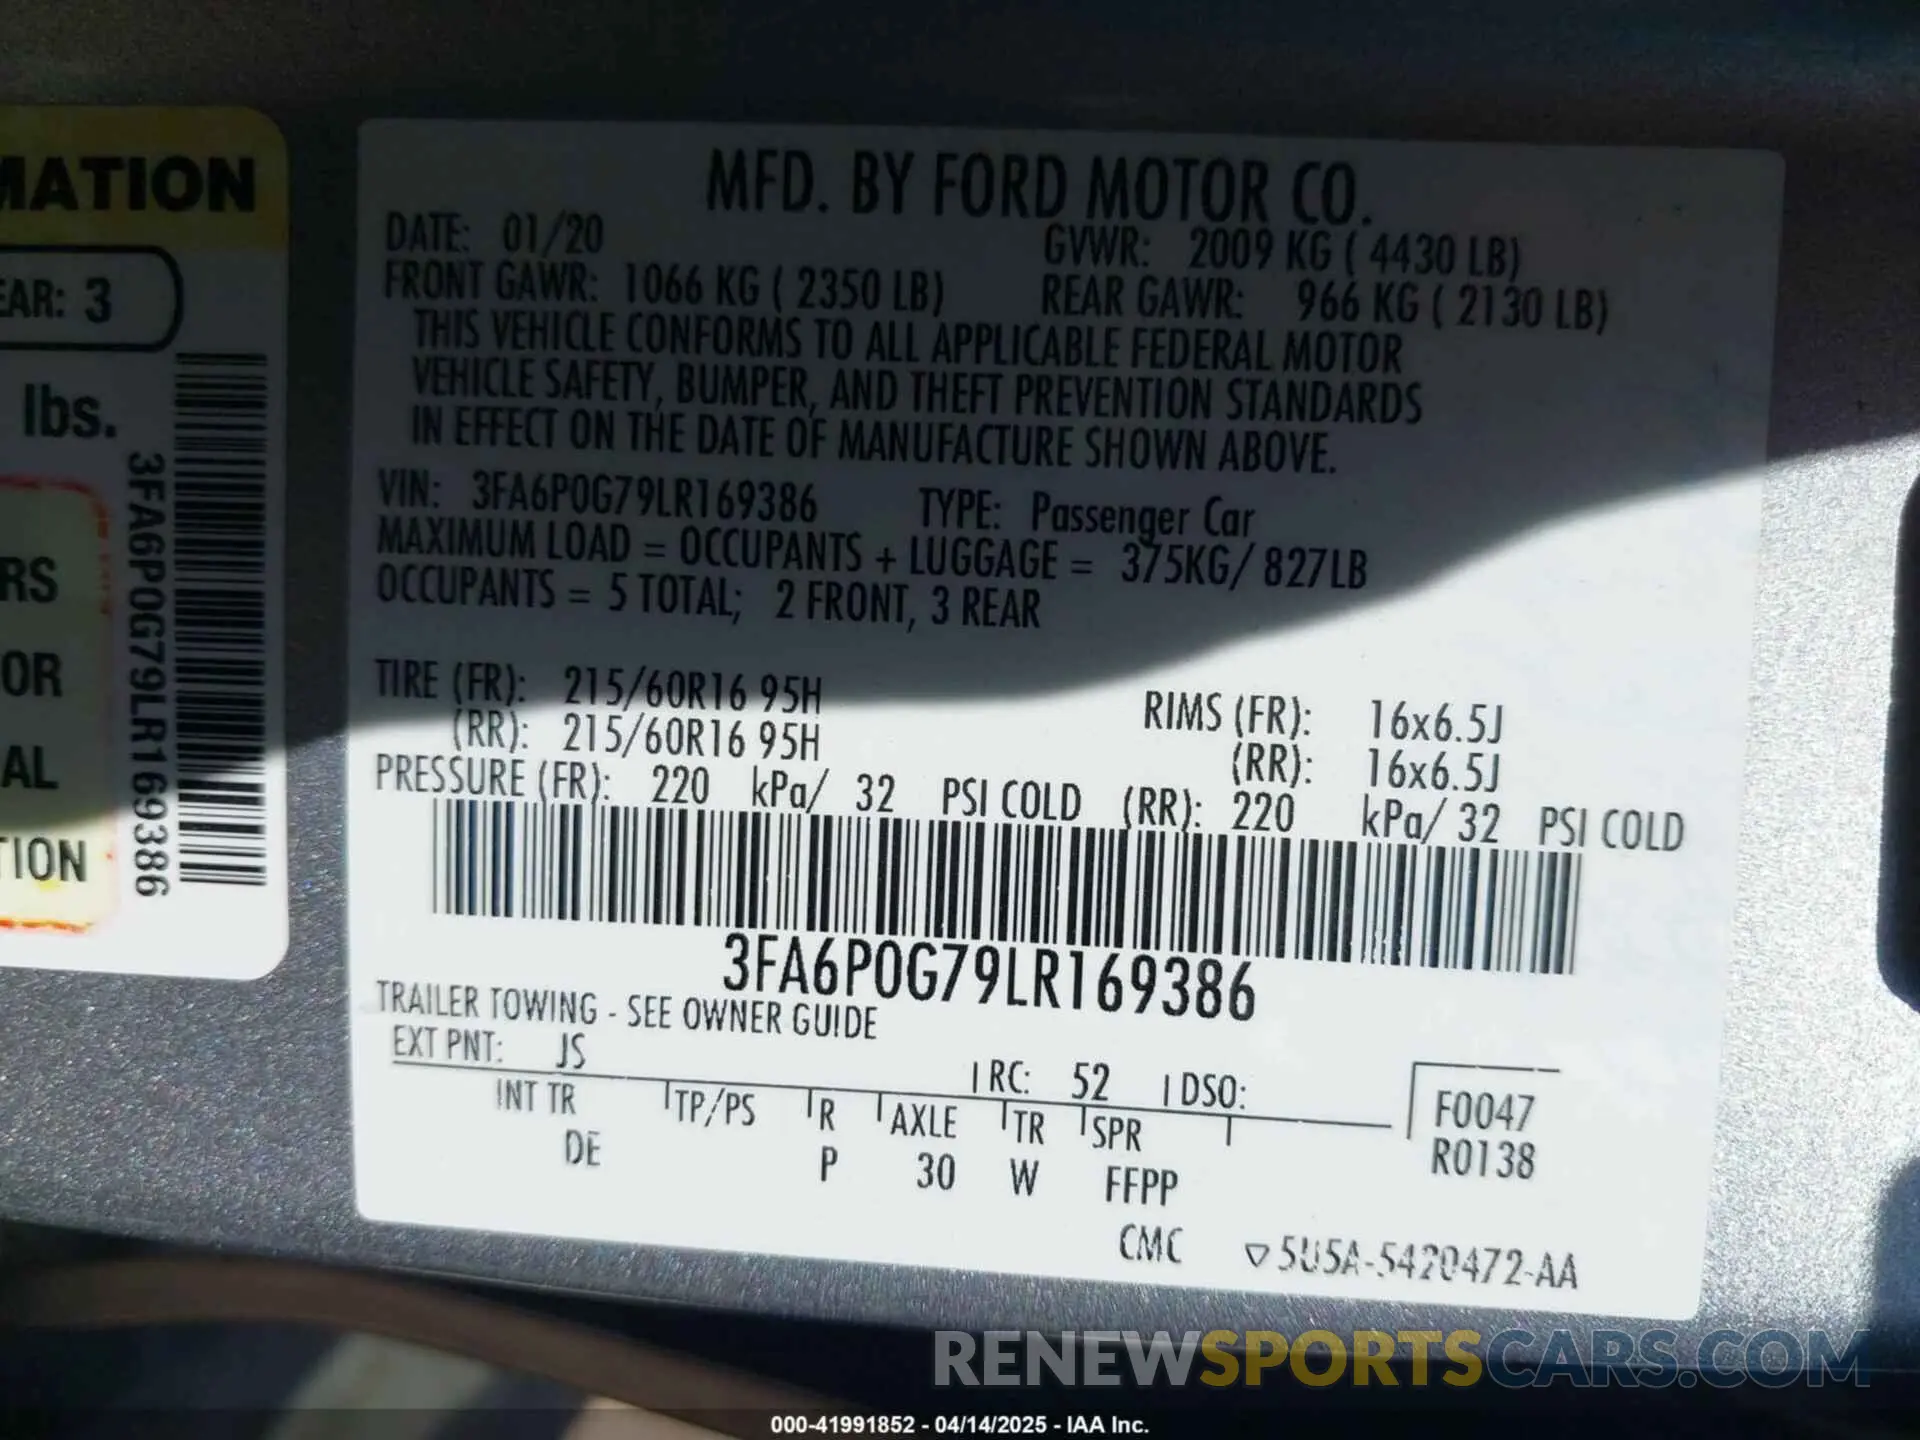 MATION
EAR: 3
lbs.
3FA6P0G79LR169386
RS
OR
AL
TION
MFD. BY FORD MOTOR CO.
DATE: 01/20 GVWR: 2009 KG ( 4430 LB)
FRONT GAWR: 1066 KG ( 2350 LB) REAR GAWR: 966 KG ( 2130 LB)
THIS VEHICLE CONFORMS TO ALL APPLICABLE FEDERAL MOTOR
VEHICLE SAFETY, BUMPER, AND THEFT PREVENTION STANDARDS
IN EFFECT ON THE DATE OF MANUFACTURE SHOWN ABOVE.
VIN: 3FA6P0G79LR169386 TYPE: Passenger Car
MAXIMUM LOAD = OCCUPANTS + LUGGAGE = 375KG/ 827LB
OCCUPANTS = 5 TOTAL; 2 FRONT, 3 REAR
TIRE (FR): 215/60R16 95H RIMS (FR): 16x6.5J
(RR): 215/60R16 95H (RR): 16x6.5J
PRESSURE (FR): 220 kPa/ 32 PSI COLD (RR): 220 kPa/ 32 PSI COLD
3FA6P0G79LR169386
TRAILER TOWING - SEE OWNER GUIDE
EXT PNT: JS RC: 52 DSO:
INT TR TP/PS R AXLE TR SPR F0047
DE P 30 W FFPP R0138
CMC ▽5U5A-5420472-AA
RENEWSPORTSCARS.COM
000-41991852 - 04/14/2025 - IAA Inc.